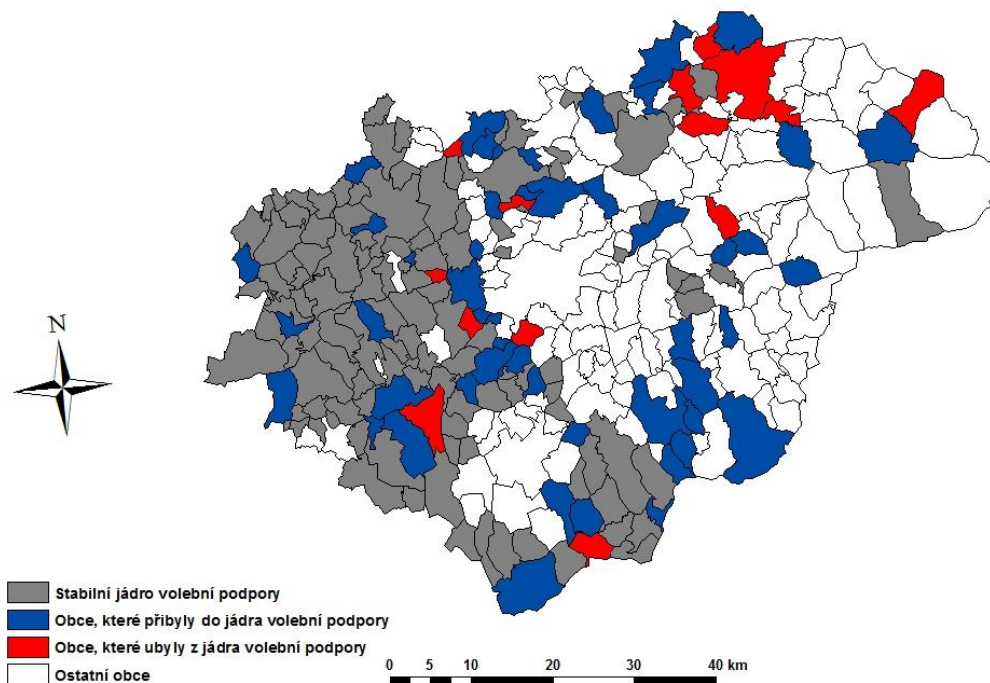 N
Stabilní jádro volební podpory
Obce, které přibyly do jádra volební podpory
Obce, které ubyly z jádra volební podpory
Ostatní obce
0 5 10 20 30 40 km